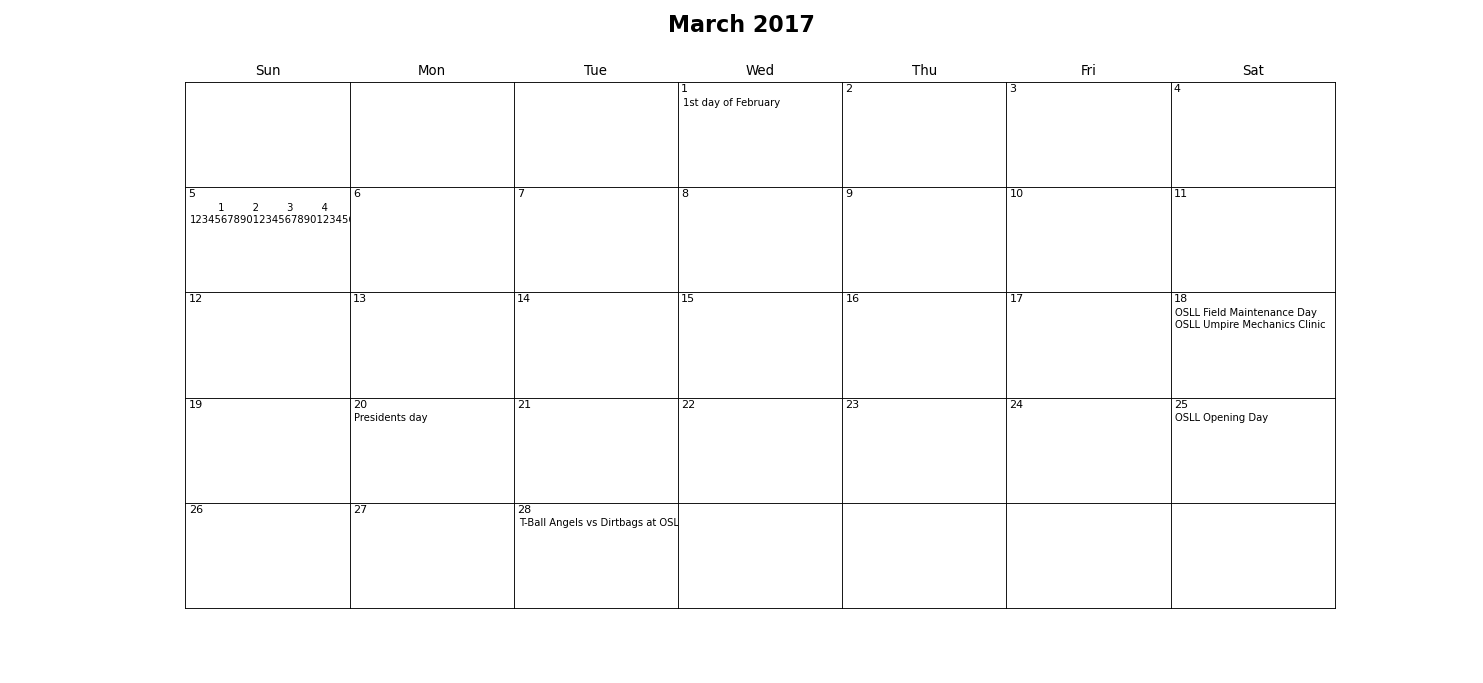 March 2017
Sun Mon Tue Wed Thu Fri Sat
1 2 3 4
1st day of February
5 6 7 8 9 10 11
1 2 3 4
12345678901234567890123456
12 13 14 15 16 17 18
OSLL Field Maintenance Day
OSLL Umpire Mechanics Clinic
19 20 21 22 23 24 25
Presidents day OSLL Opening Day
26 27 28
T-Ball Angels vs Dirtbags at OSL